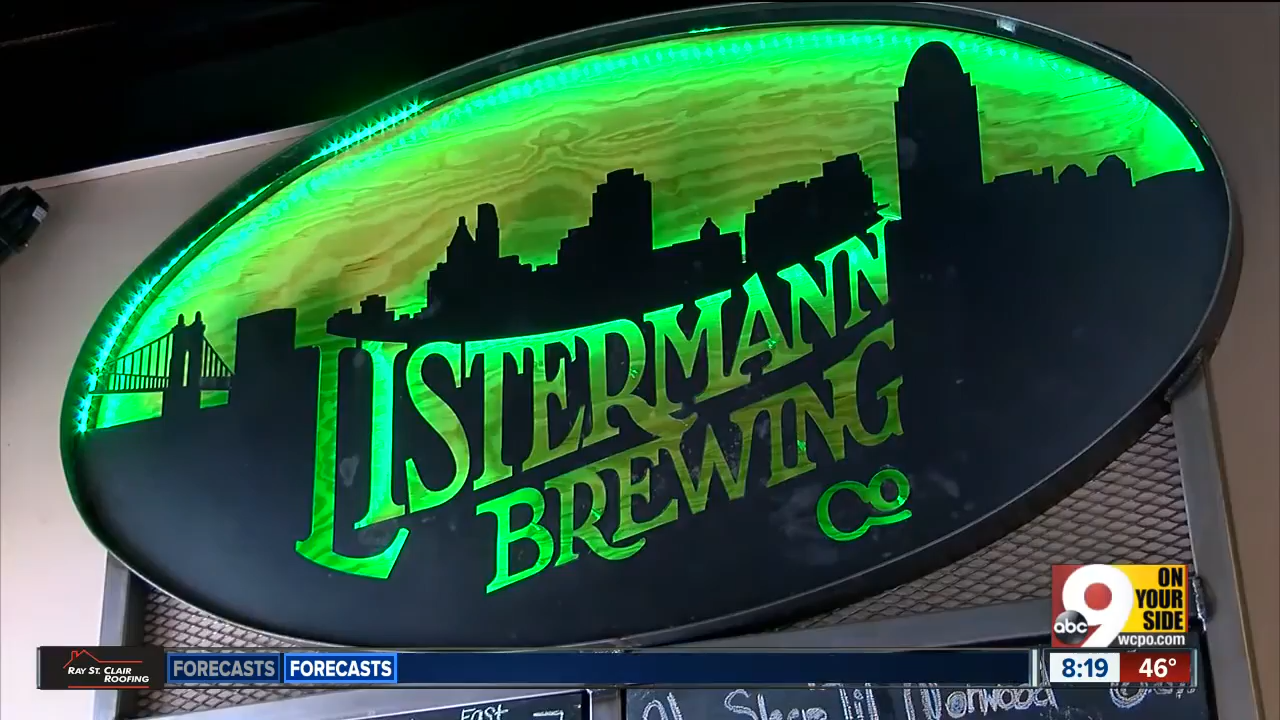 LISTERMANN
BREWING
CO
9
abc
ON
YOUR
SIDE
wcpo.com
RAY ST. CLAIR
ROOFING
FORECASTS
FORECASTS
8:19
46°
East
Norwood